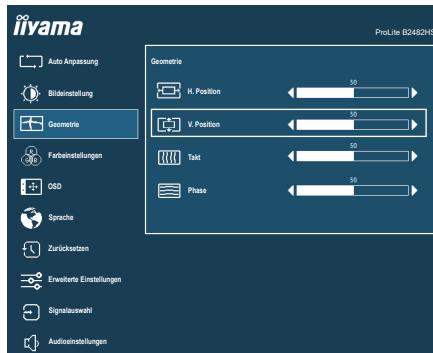 iiyama
ProLite B2482HS
Auto Anpassung
Bildeinstellung
Geometrie
Farbeinstellungen
R
G B
OSD
Sprache
Zurücksetzen
Erweiterte Einstellungen
Signalauswahl
Audioeinstellungen
Geometrie
H. Position
50
V. Position
50
Takt
50
Phase
50